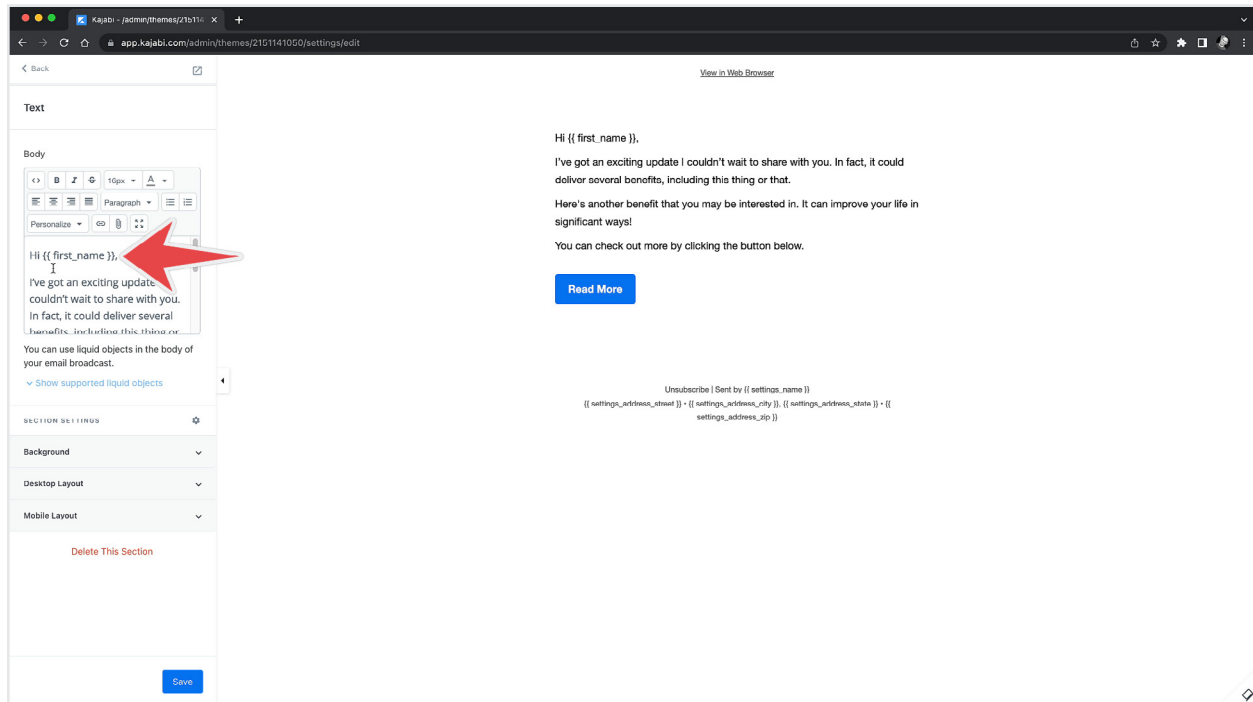 Kajabi - /admin/themes/215114
app.kajabi.com/admin/themes/2151141050/settings/edit
Back
Text
Body
B I S 16px A
Paragraph
Personalize
Hi {{ first_name }},
I've got an exciting update
couldn't wait to share with you.
In fact, it could deliver several
benefits, including this thing or
You can use liquid objects in the body of
your email broadcast.
Show supported liquid objects
SECTION SETTINGS
Background
Desktop Layout
Mobile Layout
Delete This Section
Save
View in Web Browser
Hi {{ first_name }},
I've got an exciting update I couldn't wait to share with you. In fact, it could
deliver several benefits, including this thing or that.
Here's another benefit that you may be interested in. It can improve your life in
significant ways!
You can check out more by clicking the button below.
Read More
Unsubscribe | Sent by {{ settings_name }}
{{ settings_address_street }} • {{ settings_address_city }}, {{ settings_address_state }} • {{
settings_address_zip }}